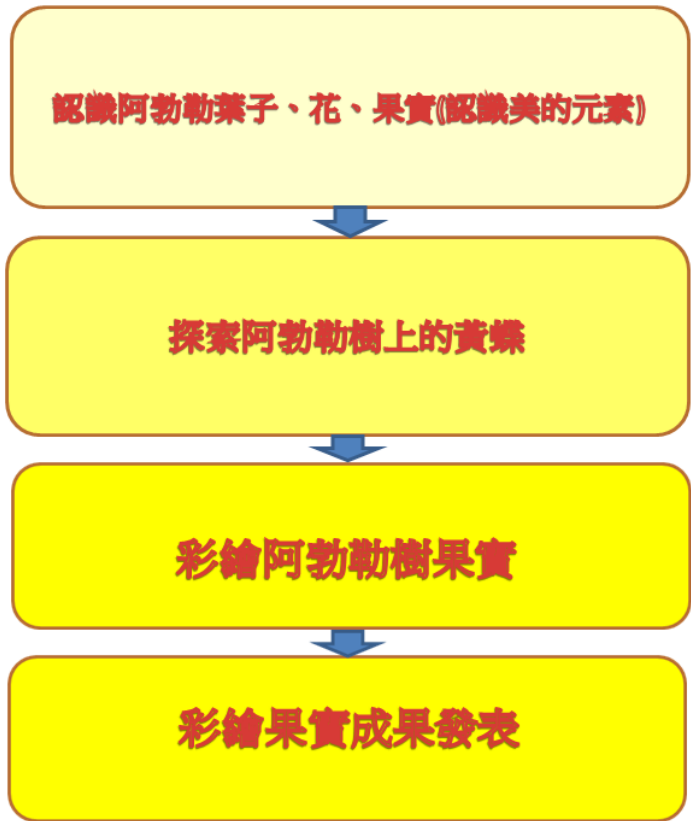 認識阿勃勒葉子、花、果實(認識美的元素)
探索阿勃勒樹上的黃蝶
彩繪阿勃勒樹果實
彩繪果實成果發表